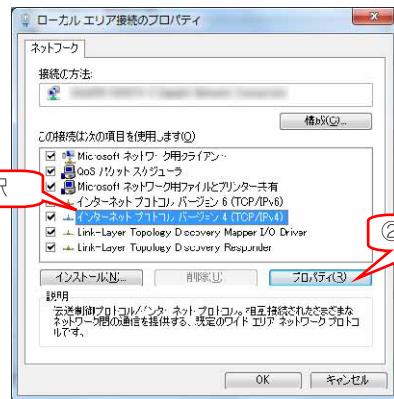 ローカル エリア接続のプロパティ
ネットワーク
接続の方法:
構成(C)...
この接続は次の項目を使用します(O):
Microsoft ネットワーク用クライアント
QoS パケット スケジューラ
Microsoft ネットワーク用ファイルとプリンター共有
インターネット プロトコル バージョン 6 (TCP/IPv6)
インターネット プロトコル バージョン 4 (TCP/IPv4)
Link-Layer Topology Discovery Mapper I/O Driver
Link-Layer Topology Discovery Responder
択
②
インストール(N)...
削除(U)
プロパティ(R)
説明
伝送制御プロトコル/インターネット プロトコル。相互接続されたさまざまな
ネットワーク間の通信を提供する、既定のワイド エリア ネットワーク プロトコ
ルです。
OK
キャンセル